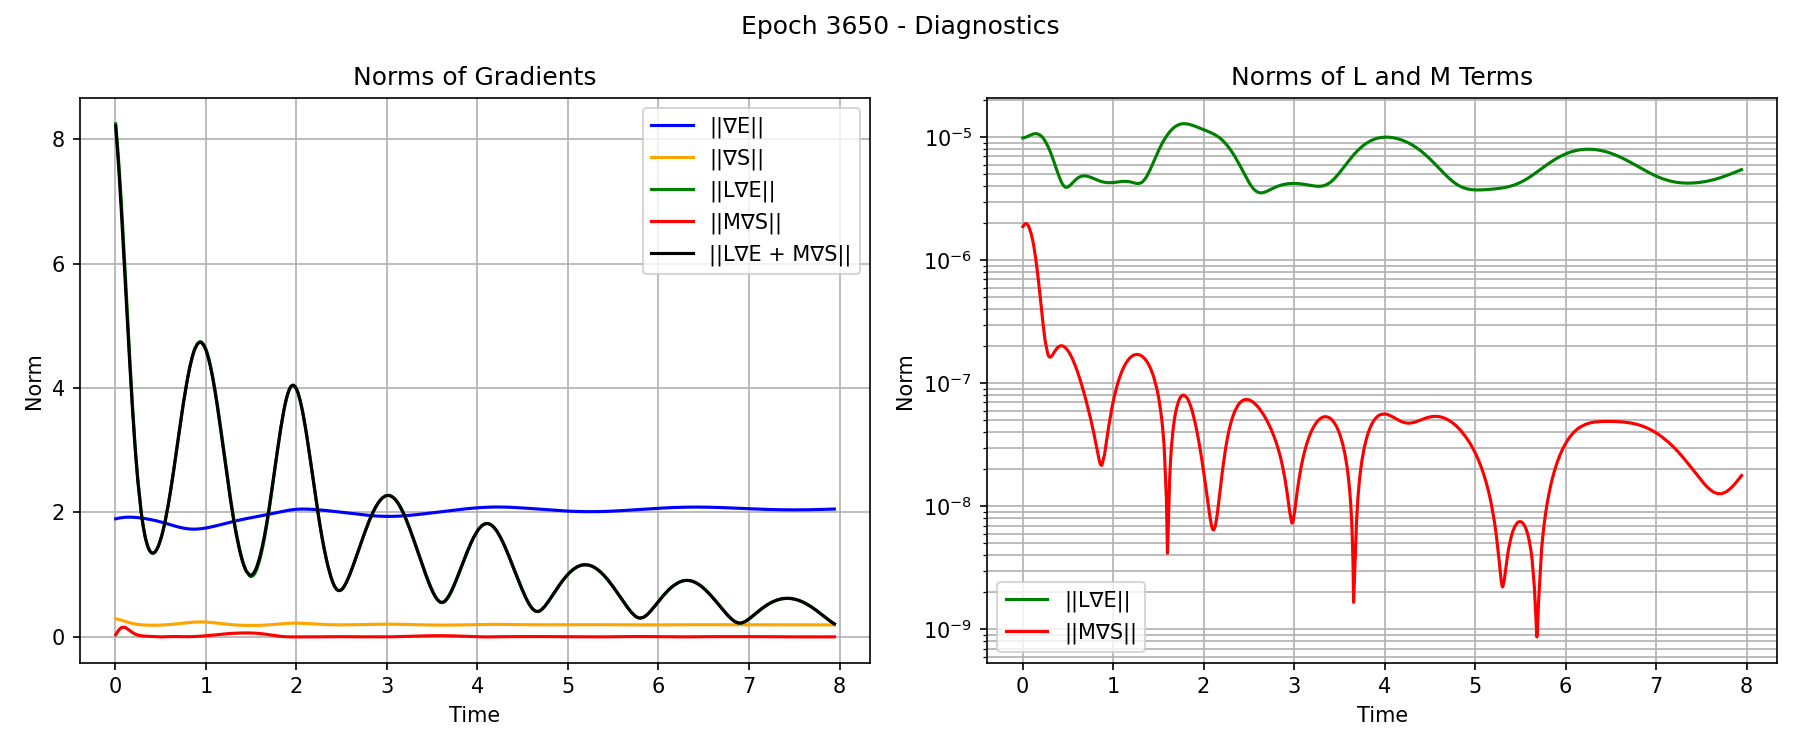 Epoch 3650 - Diagnostics
Norms of Gradients
Norm
8
6
4
2
0
||∇E||
||∇S||
||L∇E||
||M∇S||
||L∇E + M∇S||
0 1 2 3 4 5 6 7 8
Time
Norms of L and M Terms
Norm
10⁻⁵
10⁻⁶
10⁻⁷
10⁻⁸
10⁻⁹
||L∇E||
||M∇S||
0 1 2 3 4 5 6 7 8
Time